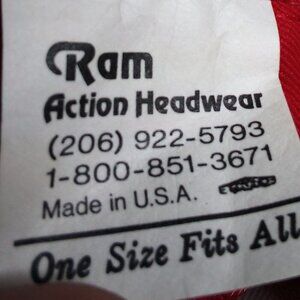 Ram
Action Headwear
(206) 922-5793
1-800-851-3671
Made in U.S.A.
One Size Fits All